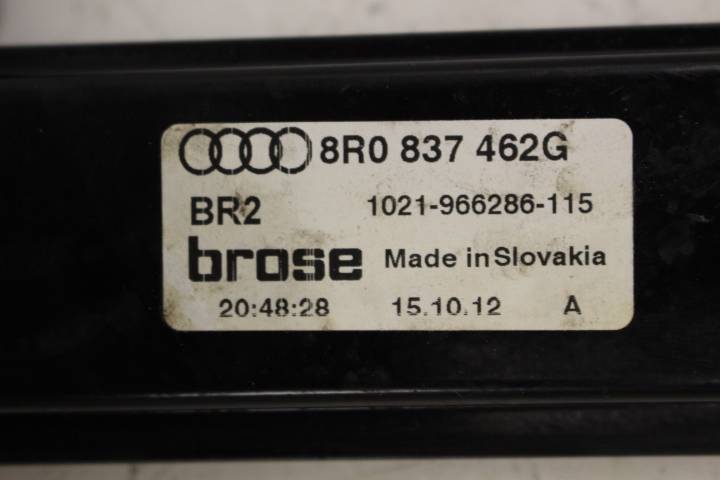 8R0 837 462G
BR2 1021-966286-115
brose Made in Slovakia
20:48:28 15.10.12 A